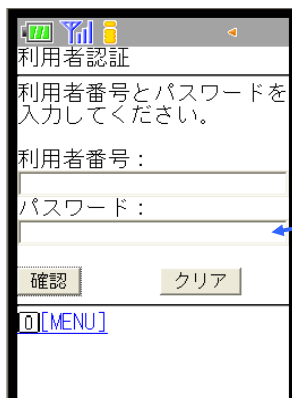 利用者認証
利用者番号とパスワードを
入力してください。
利用者番号：
パスワード：
確認 クリア
0[MENU]